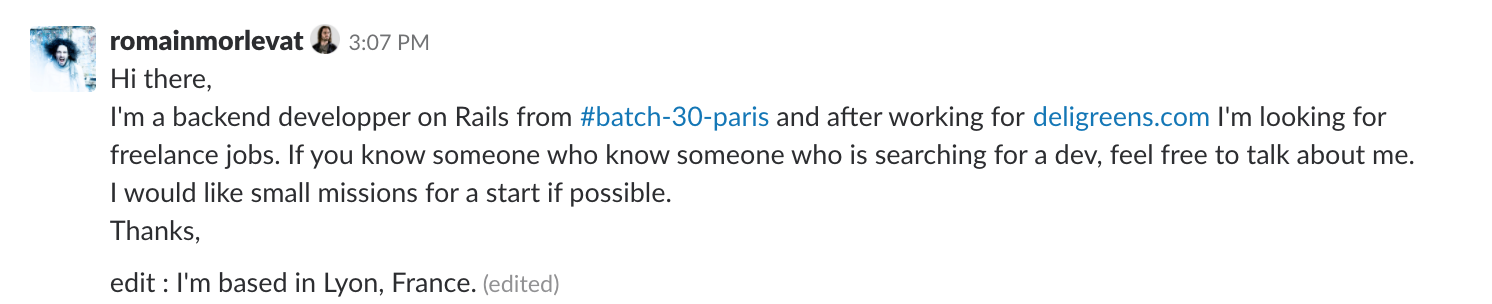 romainmorlevat 3:07 PM
Hi there,
I'm a backend developper on Rails from #batch-30-paris and after working for deligreens.com I'm looking for
freelance jobs. If you know someone who know someone who is searching for a dev, feel free to talk about me.
I would like small missions for a start if possible.
Thanks,
edit : I'm based in Lyon, France. (edited)